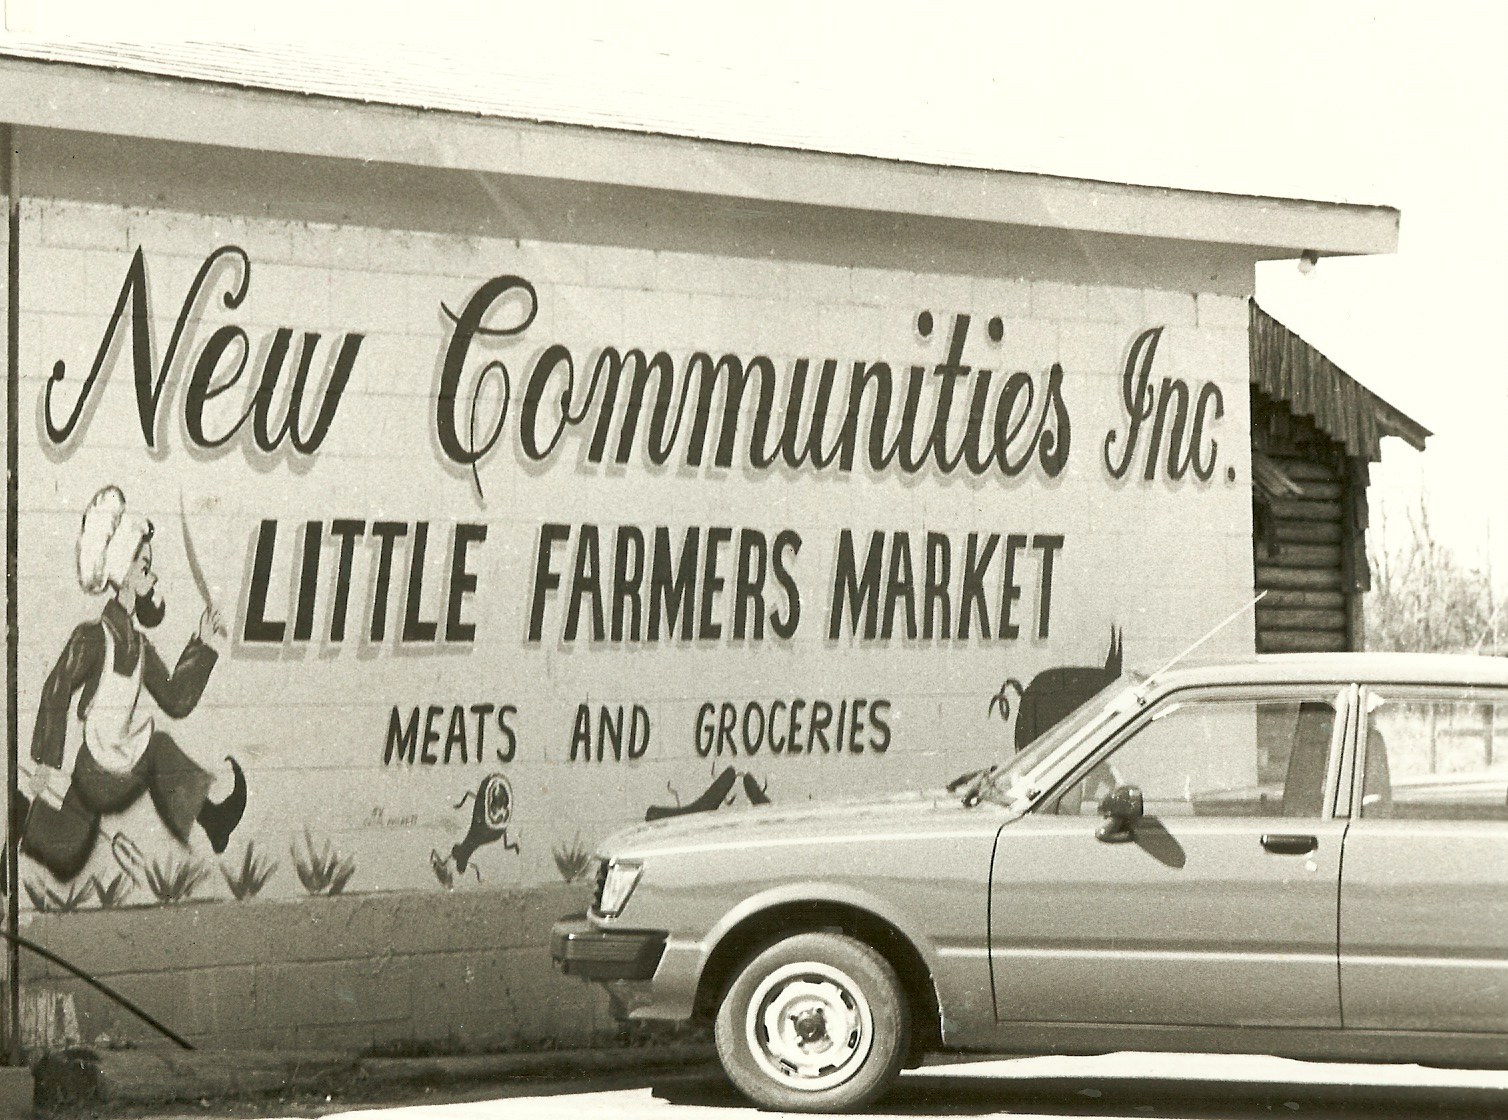 New Communities Inc.
LITTLE FARMERS MARKET
MEATS AND GROCERIES